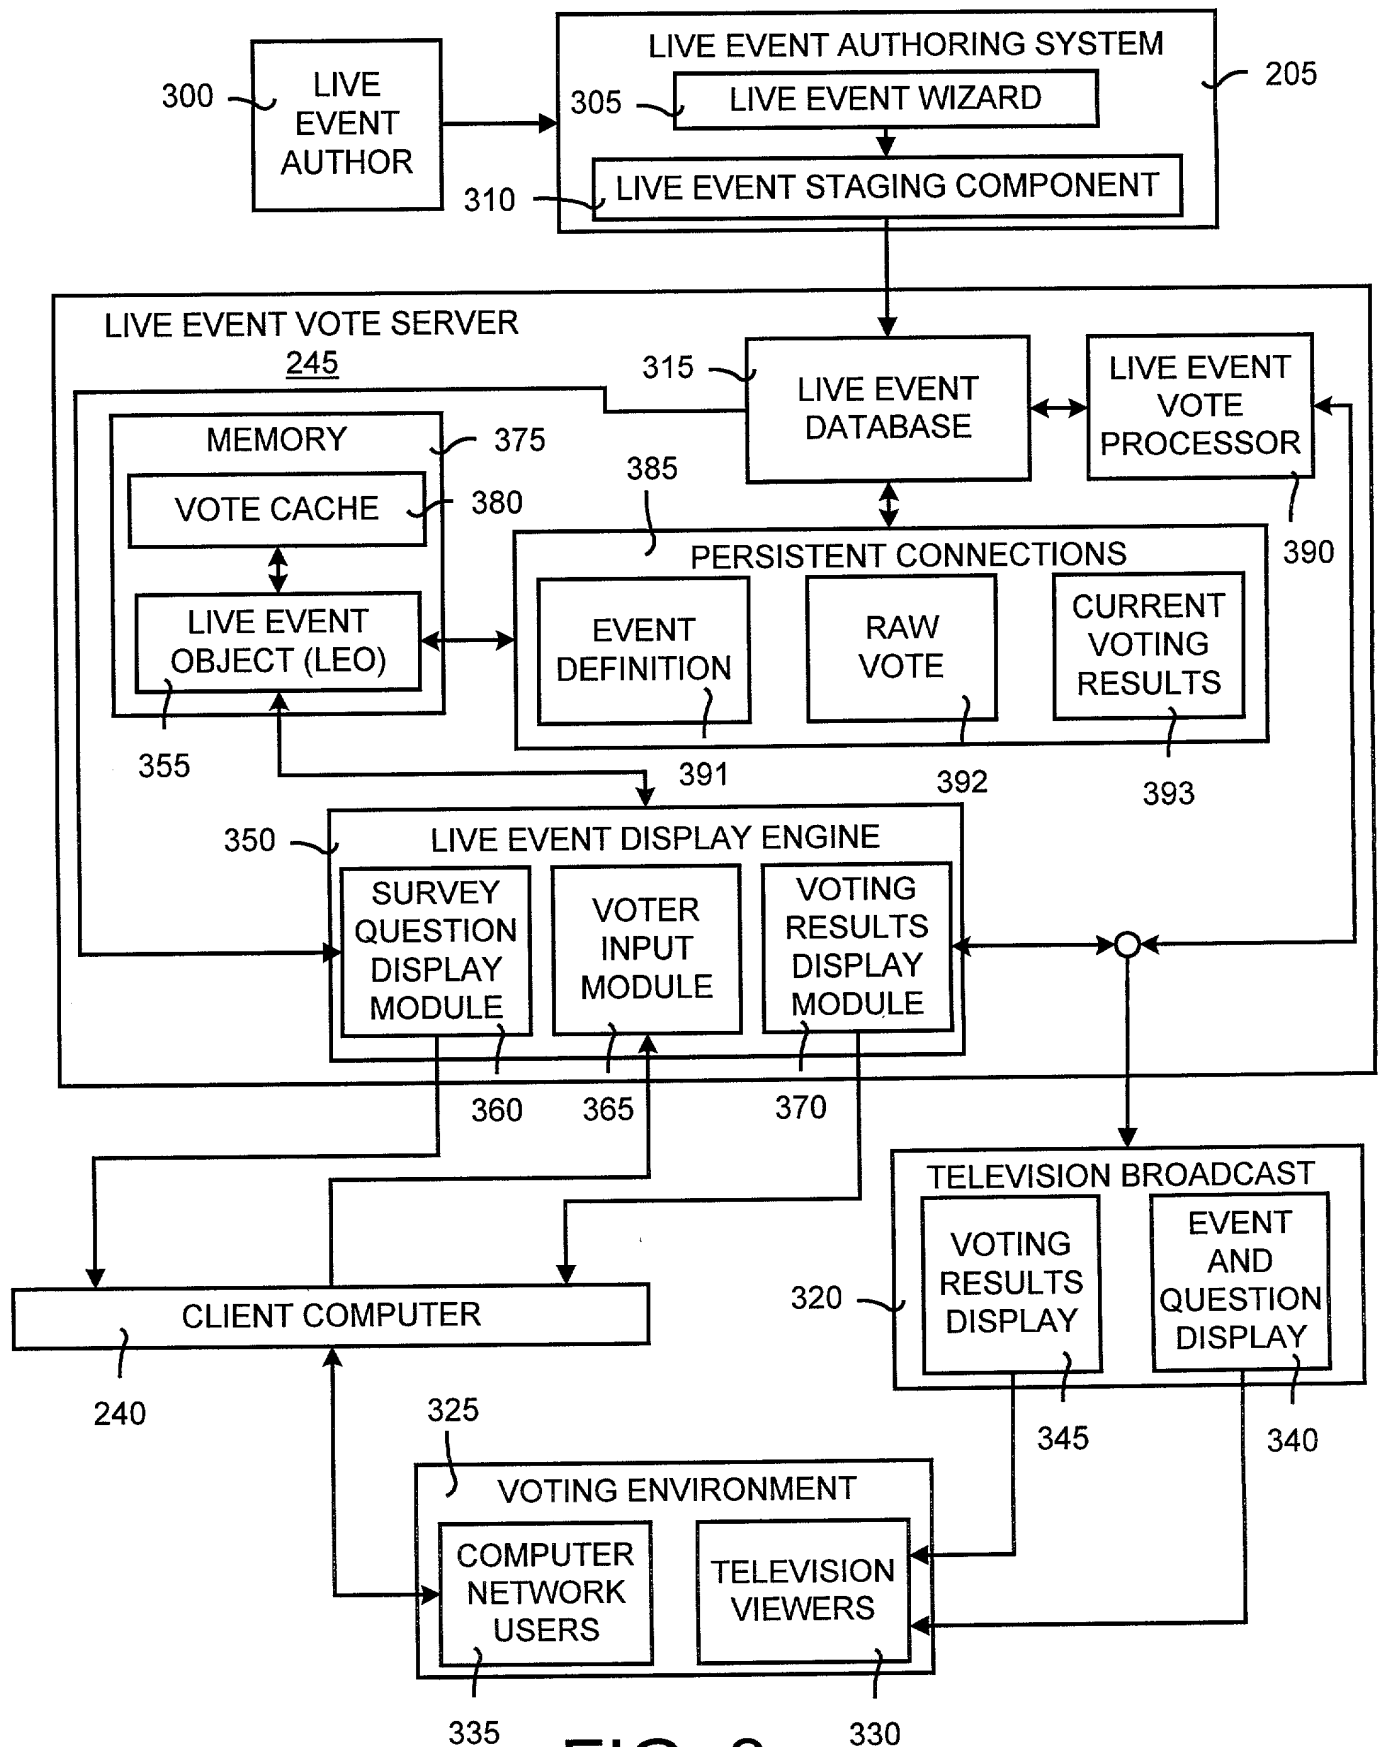 LIVE EVENT AUTHORING SYSTEM
205
300
LIVE
EVENT
AUTHOR
305
LIVE EVENT WIZARD
310
LIVE EVENT STAGING COMPONENT
LIVE EVENT VOTE SERVER
245
315
LIVE EVENT
DATABASE
LIVE EVENT
VOTE
PROCESSOR
390
MEMORY
375
VOTE CACHE
380
LIVE EVENT
OBJECT (LEO)
355
385
PERSISTENT CONNECTIONS
EVENT
DEFINITION
391
RAW
VOTE
392
CURRENT
VOTING
RESULTS
393
350
LIVE EVENT DISPLAY ENGINE
SURVEY
QUESTION
DISPLAY
MODULE
360
VOTER
INPUT
MODULE
365
VOTING
RESULTS
DISPLAY
MODULE
370
TELEVISION BROADCAST
320
VOTING
RESULTS
DISPLAY
345
EVENT
AND
QUESTION
DISPLAY
340
CLIENT COMPUTER
240
325
VOTING ENVIRONMENT
COMPUTER
NETWORK
USERS
335
TELEVISION
VIEWERS
330